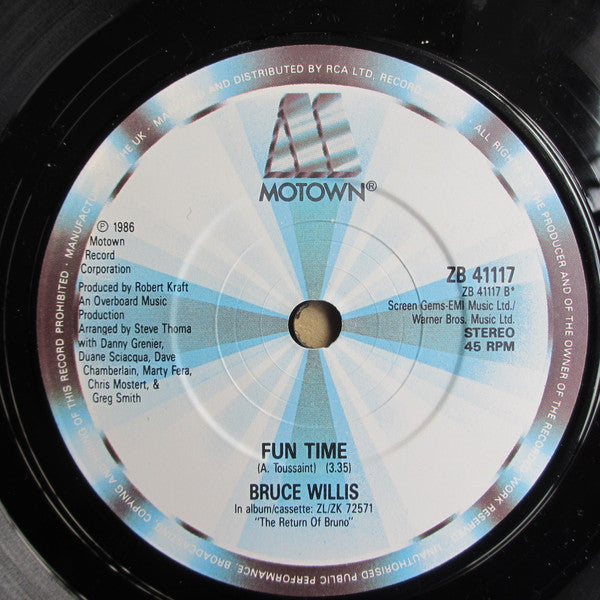 MANUFACTURED AND DISTRIBUTED BY RCA LTD. RECORD
ALL RIGHTS OF THE PRODUCER AND OF THE OWNER OF THE RECORDED WORK RESERVED
UNAUTHORISED PUBLIC PERFORMANCE, BROADCASTING AND COPYING OF THIS RECORD PROHIBITED · MANUFACTURED THE UK ·
MOTOWN®
℗ 1986
Motown
Record
Corporation
Produced by Robert Kraft
An Overboard Music
Production
Arranged by Steve Thoma
with Danny Grenier,
Duane Sciacqua, Dave
Chamberlain, Marty Fera,
Chris Mostert, &
Greg Smith
ZB 41117
ZB 41117 B*
Screen Gems-EMI Music Ltd./
Warner Bros. Music Ltd.
STEREO
45 RPM
FUN TIME
(A. Toussaint) (3.35)
BRUCE WILLIS
In album/cassette: ZL/ZK 72571
"The Return Of Bruno"